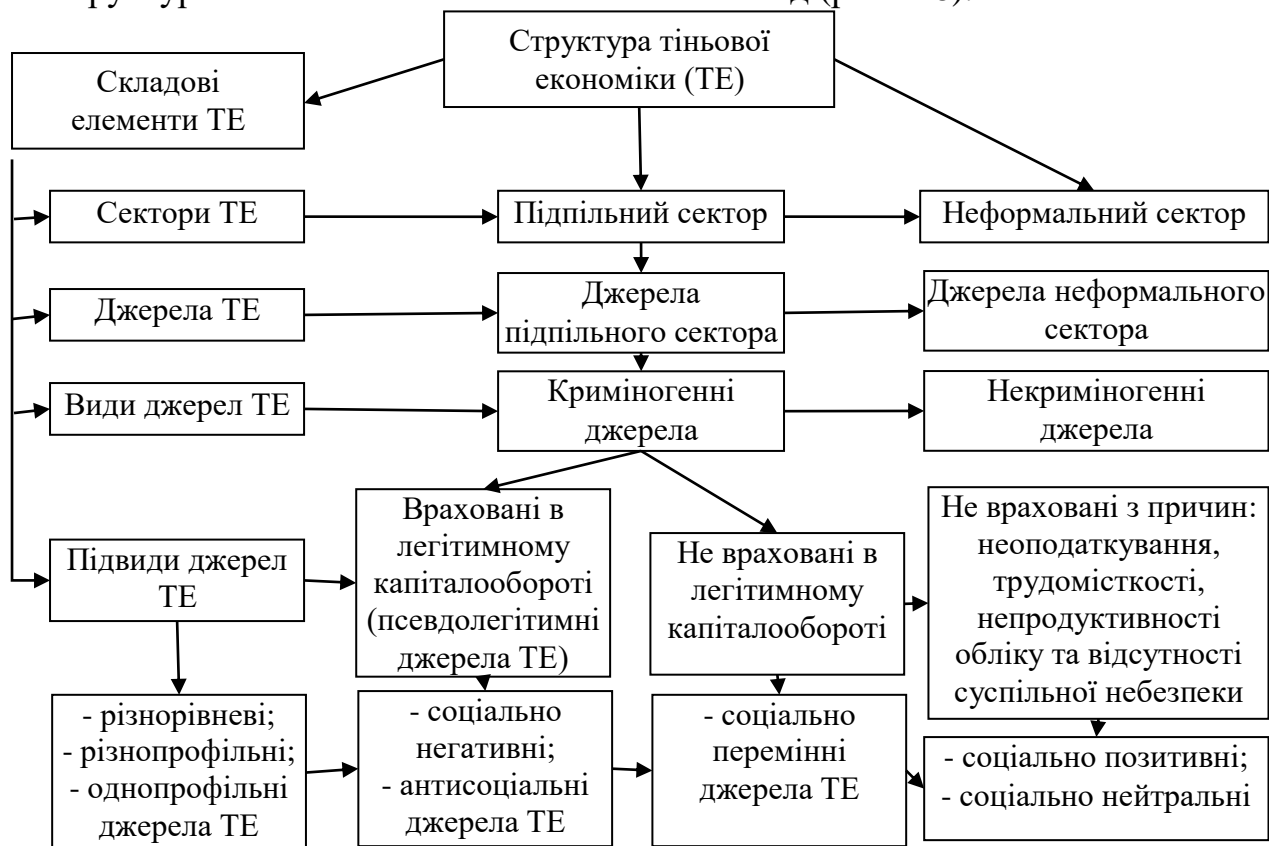 Структура тіньової
економіки (ТЕ)
Складові
елементи ТЕ
Сектори ТЕ
Підпільний сектор
Неформальний сектор
Джерела ТЕ
Джерела
підпільного сектора
Джерела неформального
сектора
Види джерел ТЕ
Криміногенні
джерела
Некриміногенні
джерела
Підвиди джерел
ТЕ
Враховані в
легітимному
капіталообороті
(псевдолегітимні
джерела ТЕ)
Не враховані в
легітимному
капіталообороті
Не враховані з причин:
неоподаткування,
трудомісткості,
непродуктивності
обліку та відсутності
суспільної небезпеки
- різнорівневі;
- різнопрофільні;
- однопрофільні
джерела ТЕ
- соціально
негативні;
- антисоціальні
джерела ТЕ
- соціально
перемінні
джерела ТЕ
- соціально позитивні;
- соціально нейтральні